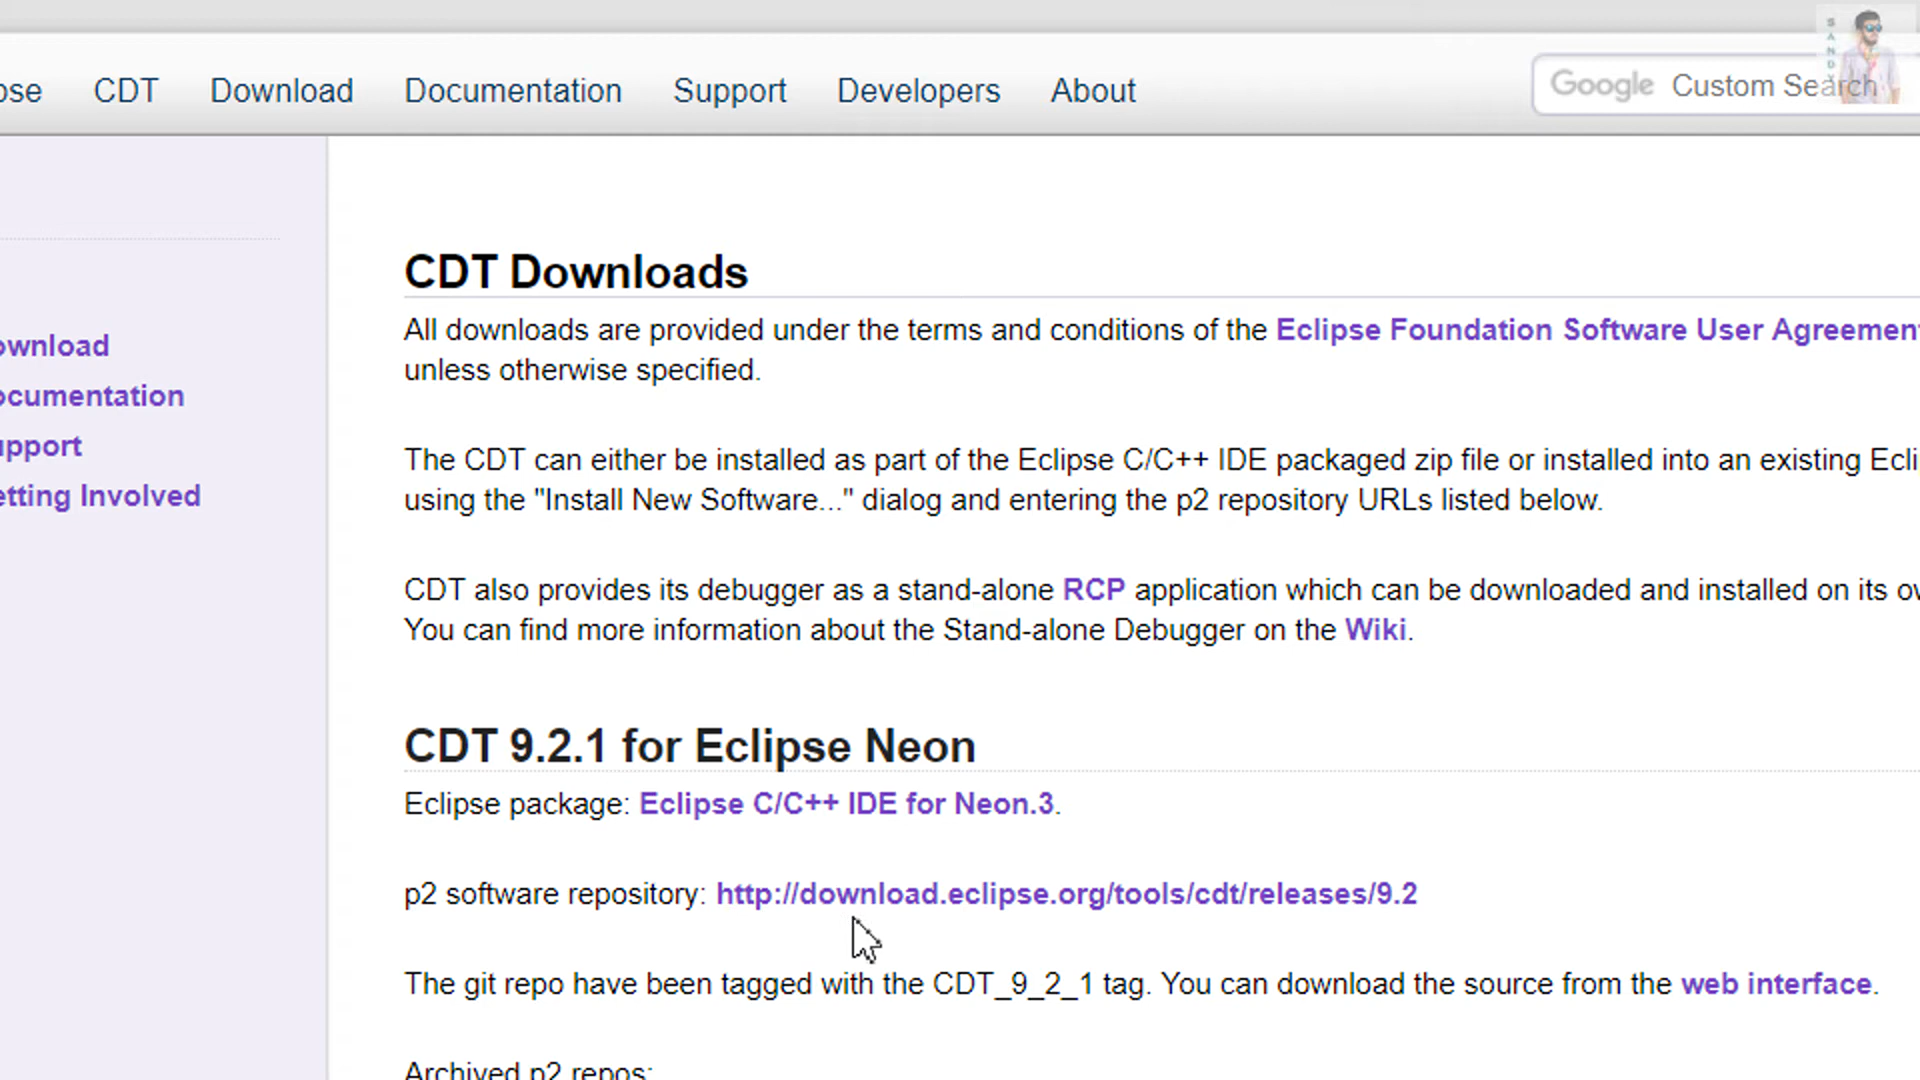 ose CDT Download Documentation Support Developers About Google Custom Search
SANDY
CDT Downloads
ownload
ocumentation
upport
etting Involved
All downloads are provided under the terms and conditions of the Eclipse Foundation Software User Agreement
unless otherwise specified.
The CDT can either be installed as part of the Eclipse C/C++ IDE packaged zip file or installed into an existing Ecli
using the "Install New Software..." dialog and entering the p2 repository URLs listed below.
CDT also provides its debugger as a stand-alone RCP application which can be downloaded and installed on its ow
You can find more information about the Stand-alone Debugger on the Wiki.
CDT 9.2.1 for Eclipse Neon
Eclipse package: Eclipse C/C++ IDE for Neon.3.
p2 software repository: http://download.eclipse.org/tools/cdt/releases/9.2
The git repo have been tagged with the CDT_9_2_1 tag. You can download the source from the web interface.
Archived p2 repos: